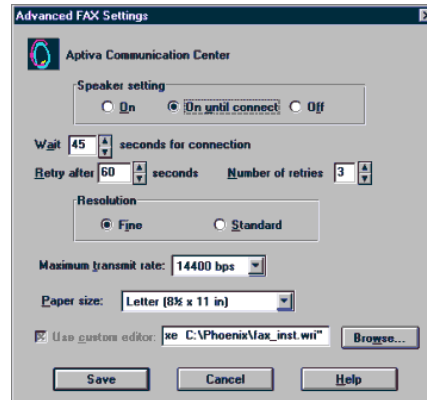 Advanced FAX Settings
Aptiva Communication Center
Speaker setting
On On until connect Off
Wait 45 seconds for connection
Retry after 60 seconds Number of retries 3
Resolution
Fine Standard
Maximum transmit rate: 14400 bps
Paper size: Letter (8½ x 11 in)
Use custom editor: xe C:\Phoenix\fax_inst.wri" Browse...
Save Cancel Help